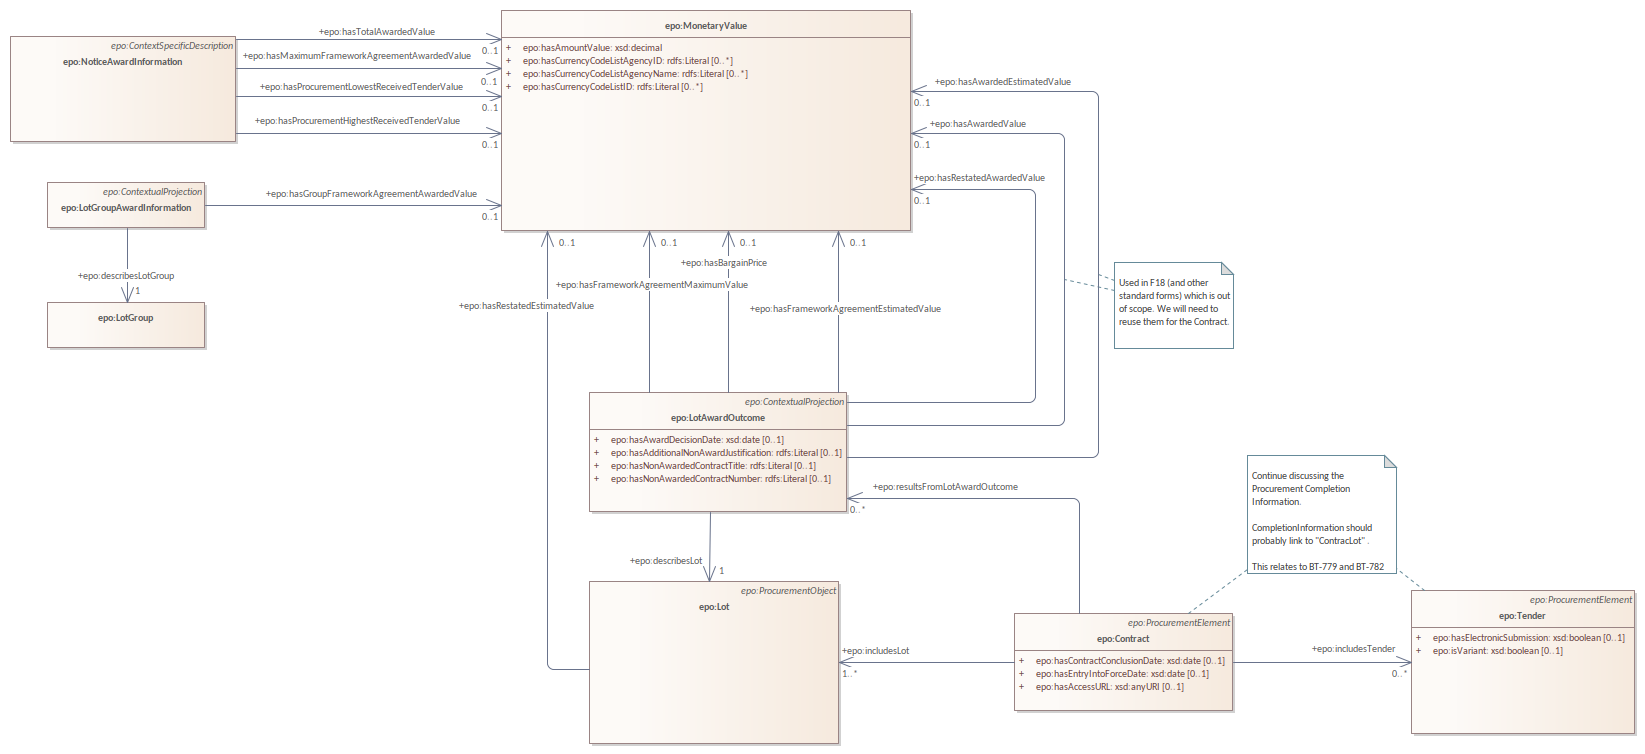 epo:ContextSpecificDescription
epo:NoticeAwardInformation
+epo:hasTotalAwardedValue
0..1
+epo:hasMaximumFrameworkAgreementAwardedValue
0..1
+epo:hasProcurementLowestReceivedTenderValue
0..1
+epo:hasProcurementHighestReceivedTenderValue
0..1
epo:MonetaryValue
+ epo:hasAmountValue: xsd:decimal
+ epo:hasCurrencyCodeListAgencyID: rdfs:Literal [0..*]
+ epo:hasCurrencyCodeListAgencyName: rdfs:Literal [0..*]
+ epo:hasCurrencyCodeListID: rdfs:Literal [0..*]
+epo:hasAwardedEstimatedValue
0..1
+epo:hasAwardedValue
0..1
+epo:hasRestatedAwardedValue
0..1
epo:ContextualProjection
epo:LotGroupAwardInformation
+epo:hasGroupFrameworkAgreementAwardedValue
0..1
+epo:describesLotGroup
1
epo:LotGroup
0..1
0..1
0..1
0..1
+epo:hasBargainPrice
+epo:hasFrameworkAgreementMaximumValue
+epo:hasRestatedEstimatedValue
+epo:hasFrameworkAgreementEstimatedValue
Used in F18 (and other
standard forms) which is out
of scope. We will need to
reuse them for the Contract.
epo:ContextualProjection
epo:LotAwardOutcome
+ epo:hasAwardDecisionDate: xsd:date [0..1]
+ epo:hasAdditionalNonAwardJustification: rdfs:Literal [0..1]
+ epo:hasNonAwardedContractTitle: rdfs:Literal [0..1]
+ epo:hasNonAwardedContractNumber: rdfs:Literal [0..1]
+epo:resultsFromLotAwardOutcome
0..*
Continue discussing the
Procurement Completion
Information.
CompletionInformation should
probably link to "ContracLot" .
This relates to BT-779 and BT-782
+epo:describesLot
1
epo:ProcurementObject
epo:Lot
+epo:includesLot
1..*
epo:ProcurementElement
epo:Contract
+ epo:hasContractConclusionDate: xsd:date [0..1]
+ epo:hasEntryIntoForceDate: xsd:date [0..1]
+ epo:hasAccessURL: xsd:anyURI [0..1]
+epo:includesTender
0..*
epo:ProcurementElement
epo:Tender
+ epo:hasElectronicSubmission: xsd:boolean [0..1]
+ epo:isVariant: xsd:boolean [0..1]